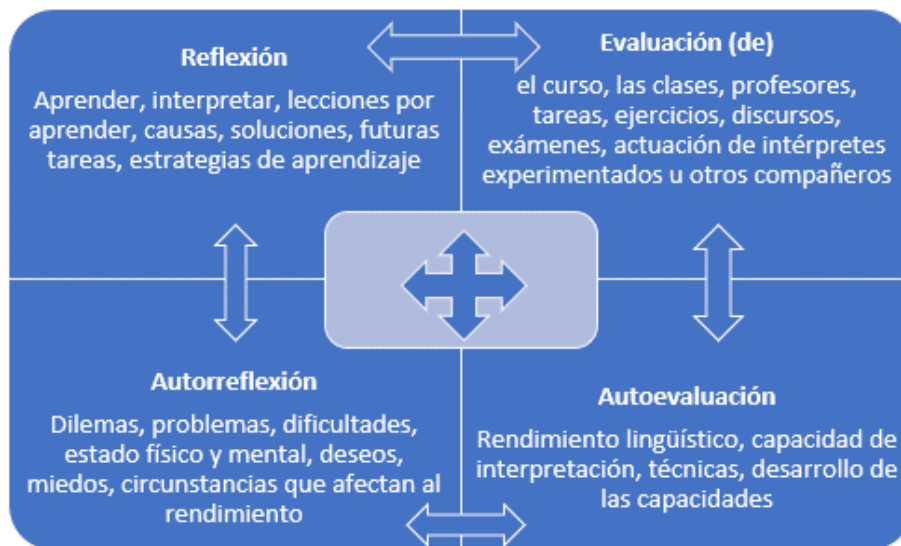 Reflexión
Aprender, interpretar, lecciones por
aprender, causas, soluciones, futuras
tareas, estrategias de aprendizaje
Evaluación (de)
el curso, las clases, profesores,
tareas, ejercicios, discursos,
exámenes, actuación de intérpretes
experimentados u otros compañeros
Autorreflexión
Dilemas, problemas, dificultades,
estado físico y mental, deseos,
miedos, circunstancias que afectan al
rendimiento
Autoevaluación
Rendimiento lingüístico, capacidad de
interpretación, técnicas, desarrollo de
las capacidades